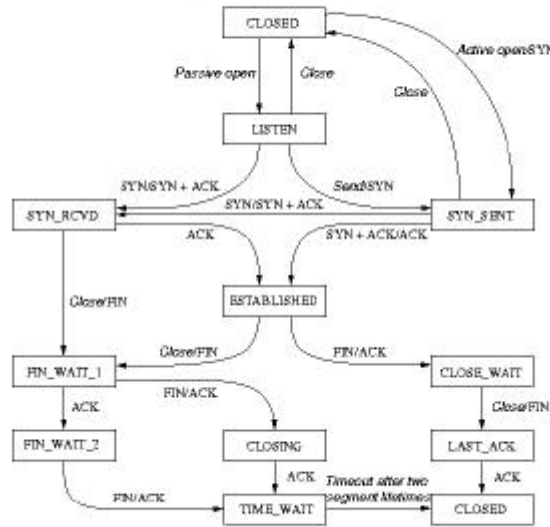 CLOSED
Active open/SYN
Passive open
Close
Close
LISTEN
SYN/SYN + ACK
Send/SYN
SYN/SYN + ACK
SYN_RCVD
SYN_SENT
ACK
SYN + ACK/ACK
Close/FIN
ESTABLISHED
Close/FIN
FIN/ACK
FIN_WAIT_1
CLOSE_WAIT
FIN/ACK
ACK
Close/FIN
FIN_WAIT_2
CLOSING
LAST_ACK
ACK
Timeout after two
segment lifetimes
ACK
FIN/ACK
TIME_WAIT
CLOSED